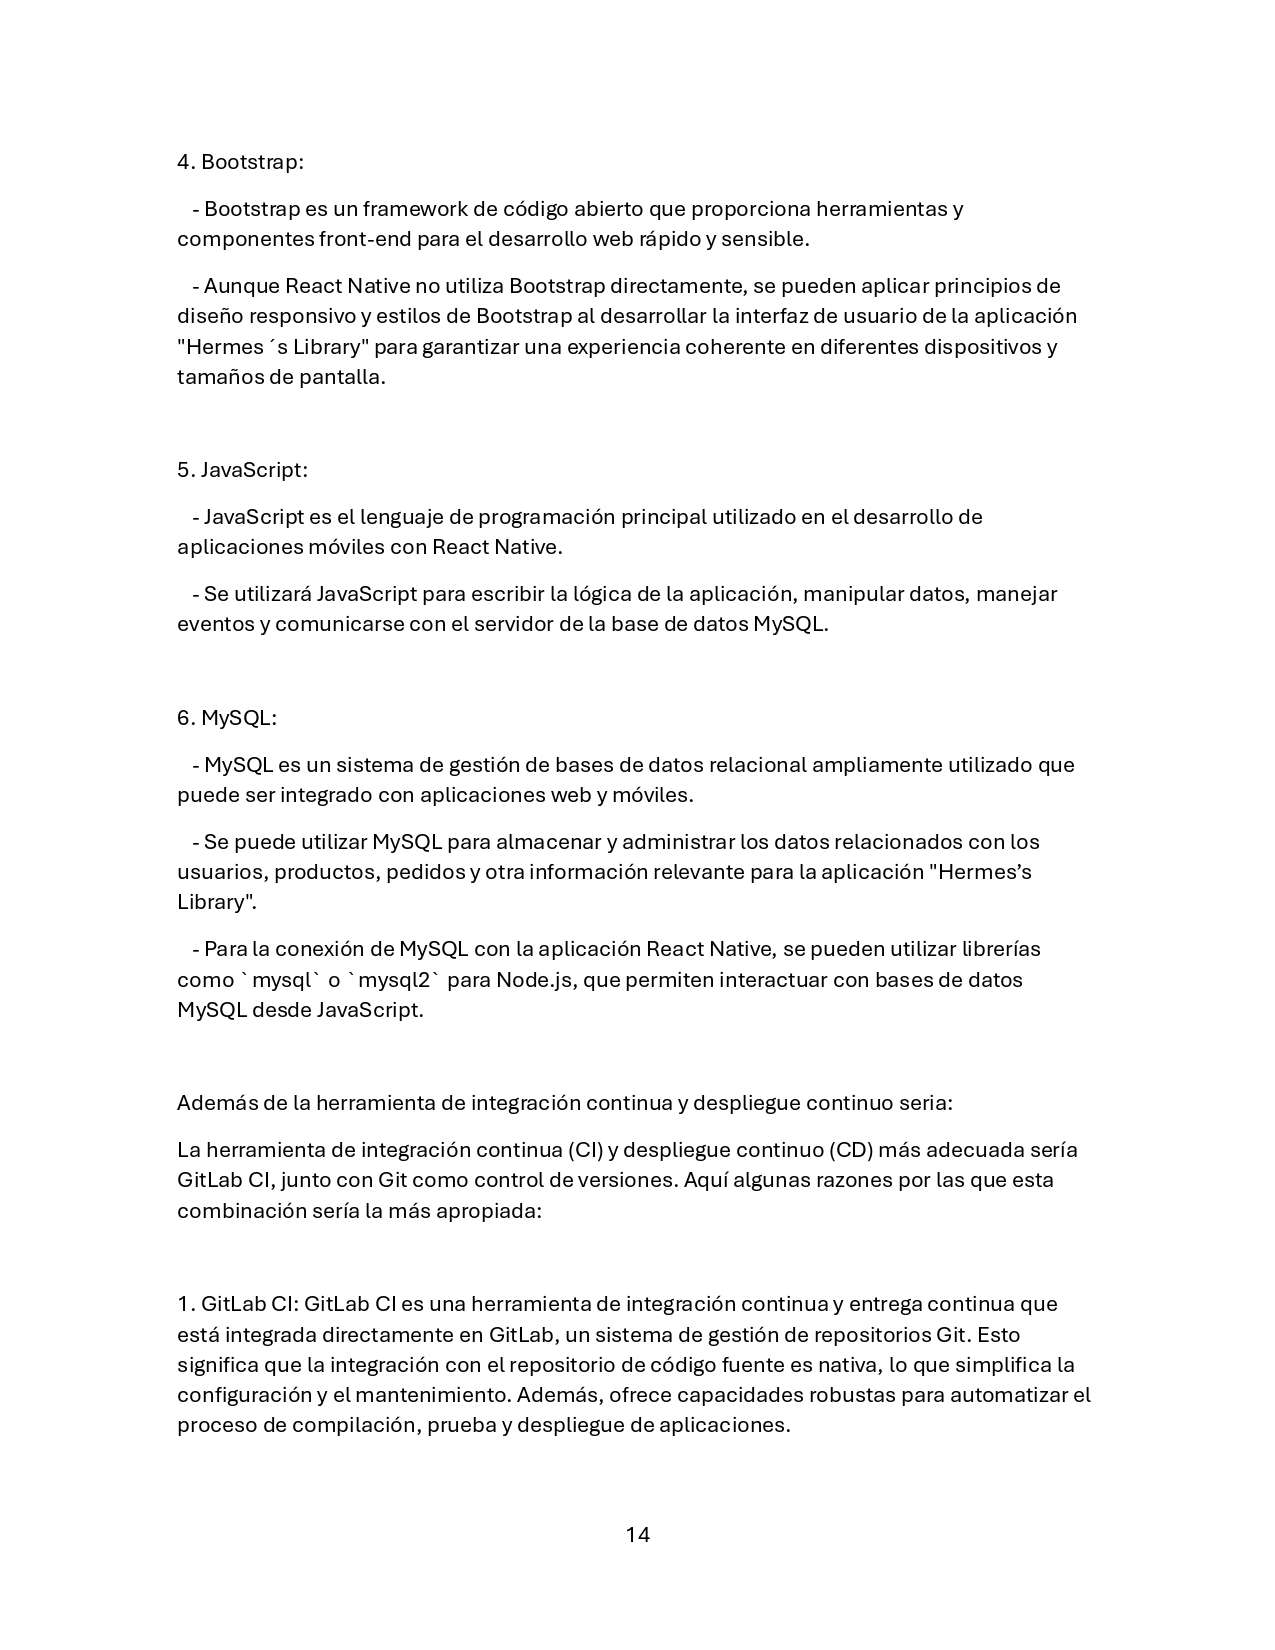 4. Bootstrap:
- Bootstrap es un framework de código abierto que proporciona herramientas y
componentes front-end para el desarrollo web rápido y sensible.
- Aunque React Native no utiliza Bootstrap directamente, se pueden aplicar principios de
diseño responsivo y estilos de Bootstrap al desarrollar la interfaz de usuario de la aplicación
"Hermes ´s Library" para garantizar una experiencia coherente en diferentes dispositivos y
tamaños de pantalla.
5. JavaScript:
- JavaScript es el lenguaje de programación principal utilizado en el desarrollo de
aplicaciones móviles con React Native.
- Se utilizará JavaScript para escribir la lógica de la aplicación, manipular datos, manejar
eventos y comunicarse con el servidor de la base de datos MySQL.
6. MySQL:
- MySQL es un sistema de gestión de bases de datos relacional ampliamente utilizado que
puede ser integrado con aplicaciones web y móviles.
- Se puede utilizar MySQL para almacenar y administrar los datos relacionados con los
usuarios, productos, pedidos y otra información relevante para la aplicación "Hermes’s
Library".
- Para la conexión de MySQL con la aplicación React Native, se pueden utilizar librerías
como `mysql` o `mysql2` para Node.js, que permiten interactuar con bases de datos
MySQL desde JavaScript.
Además de la herramienta de integración continua y despliegue continuo seria:
La herramienta de integración continua (CI) y despliegue continuo (CD) más adecuada sería
GitLab CI, junto con Git como control de versiones. Aquí algunas razones por las que esta
combinación sería la más apropiada:
1. GitLab CI: GitLab CI es una herramienta de integración continua y entrega continua que
está integrada directamente en GitLab, un sistema de gestión de repositorios Git. Esto
significa que la integración con el repositorio de código fuente es nativa, lo que simplifica la
configuración y el mantenimiento. Además, ofrece capacidades robustas para automatizar el
proceso de compilación, prueba y despliegue de aplicaciones.
14